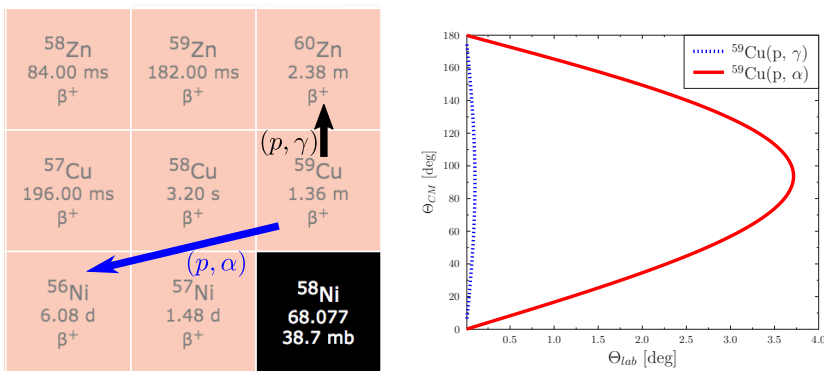 ⁵⁸Zn
84.00 ms
β⁺
⁵⁹Zn
182.00 ms
β⁺
⁶⁰Zn
2.38 m
β⁺
(p, γ)
⁵⁷Cu
196.00 ms
β⁺
⁵⁸Cu
3.20 s
β⁺
⁵⁹Cu
1.36 m
β⁺
(p, α)
⁵⁶Ni
6.08 d
β⁺
⁵⁷Ni
1.48 d
β⁺
⁵⁸Ni
68.077
38.7 mb
⁵⁹Cu(p, γ)
⁵⁹Cu(p, α)
Θ_CM [deg]
180
160
140
120
100
80
60
40
20
0
0.5
1.0
1.5
2.0
2.5
3.0
3.5
4.0
Θ_lab [deg]